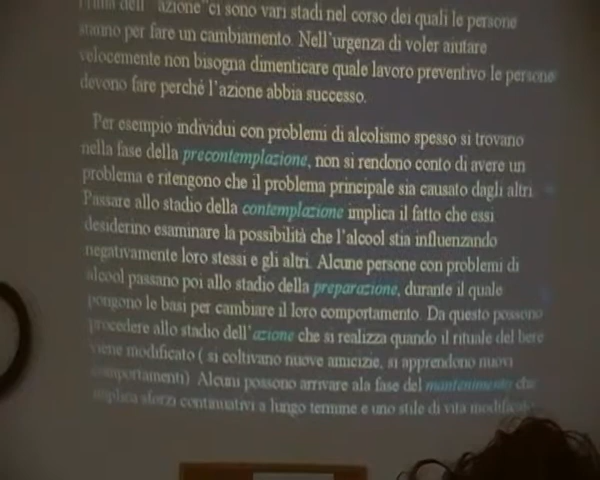 dell'"azione"ci sono vari stadi nel corso dei quali le persone
stanno per fare un cambiamento. Nell'urgenza di voler aiutare
velocemente non bisogna dimenticare quale lavoro preventivo le persone
devono fare perché l'azione abbia successo.
Per esempio individui con problemi di alcolismo spesso si trovano
nella fase della precontemplazione, non si rendono conto di avere un
problema e ritengono che il problema principale sia causato dagli altri
Passare allo stadio della contemplazione implica il fatto che essi
desiderino esaminare la possibilità che l'alcool stia influenzando
negativamente loro stessi e gli altri. Alcune persone con problemi di
alcool passano poi allo stadio della preparazione, durante il quale
pongono le basi per cambiare il loro comportamento. Da questo possono
procedere allo stadio dell'azione che si realizza quando il rituale del bere
viene modificato ( si coltivano nuove amicizie, si apprendono nuovi
comportamenti). Alcuni possono arrivare ala fase del mantenimento che
implica sforzi continuativi a lungo termine e uno stile di vita